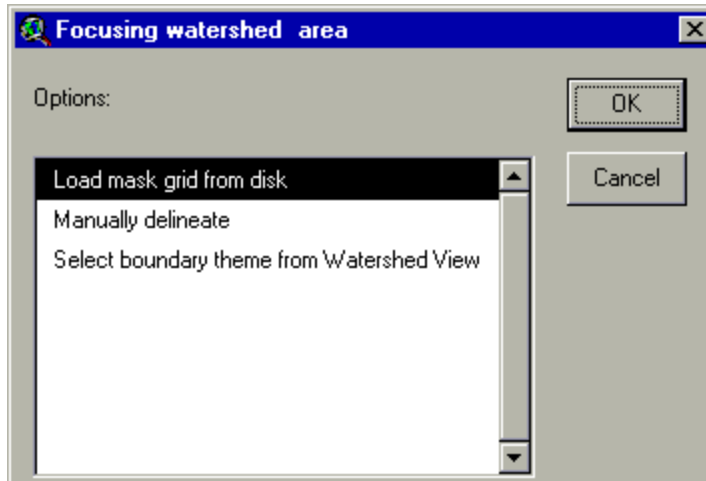 Focusing watershed area
Options:
OK
Load mask grid from disk
Cancel
Manually delineate
Select boundary theme from Watershed View